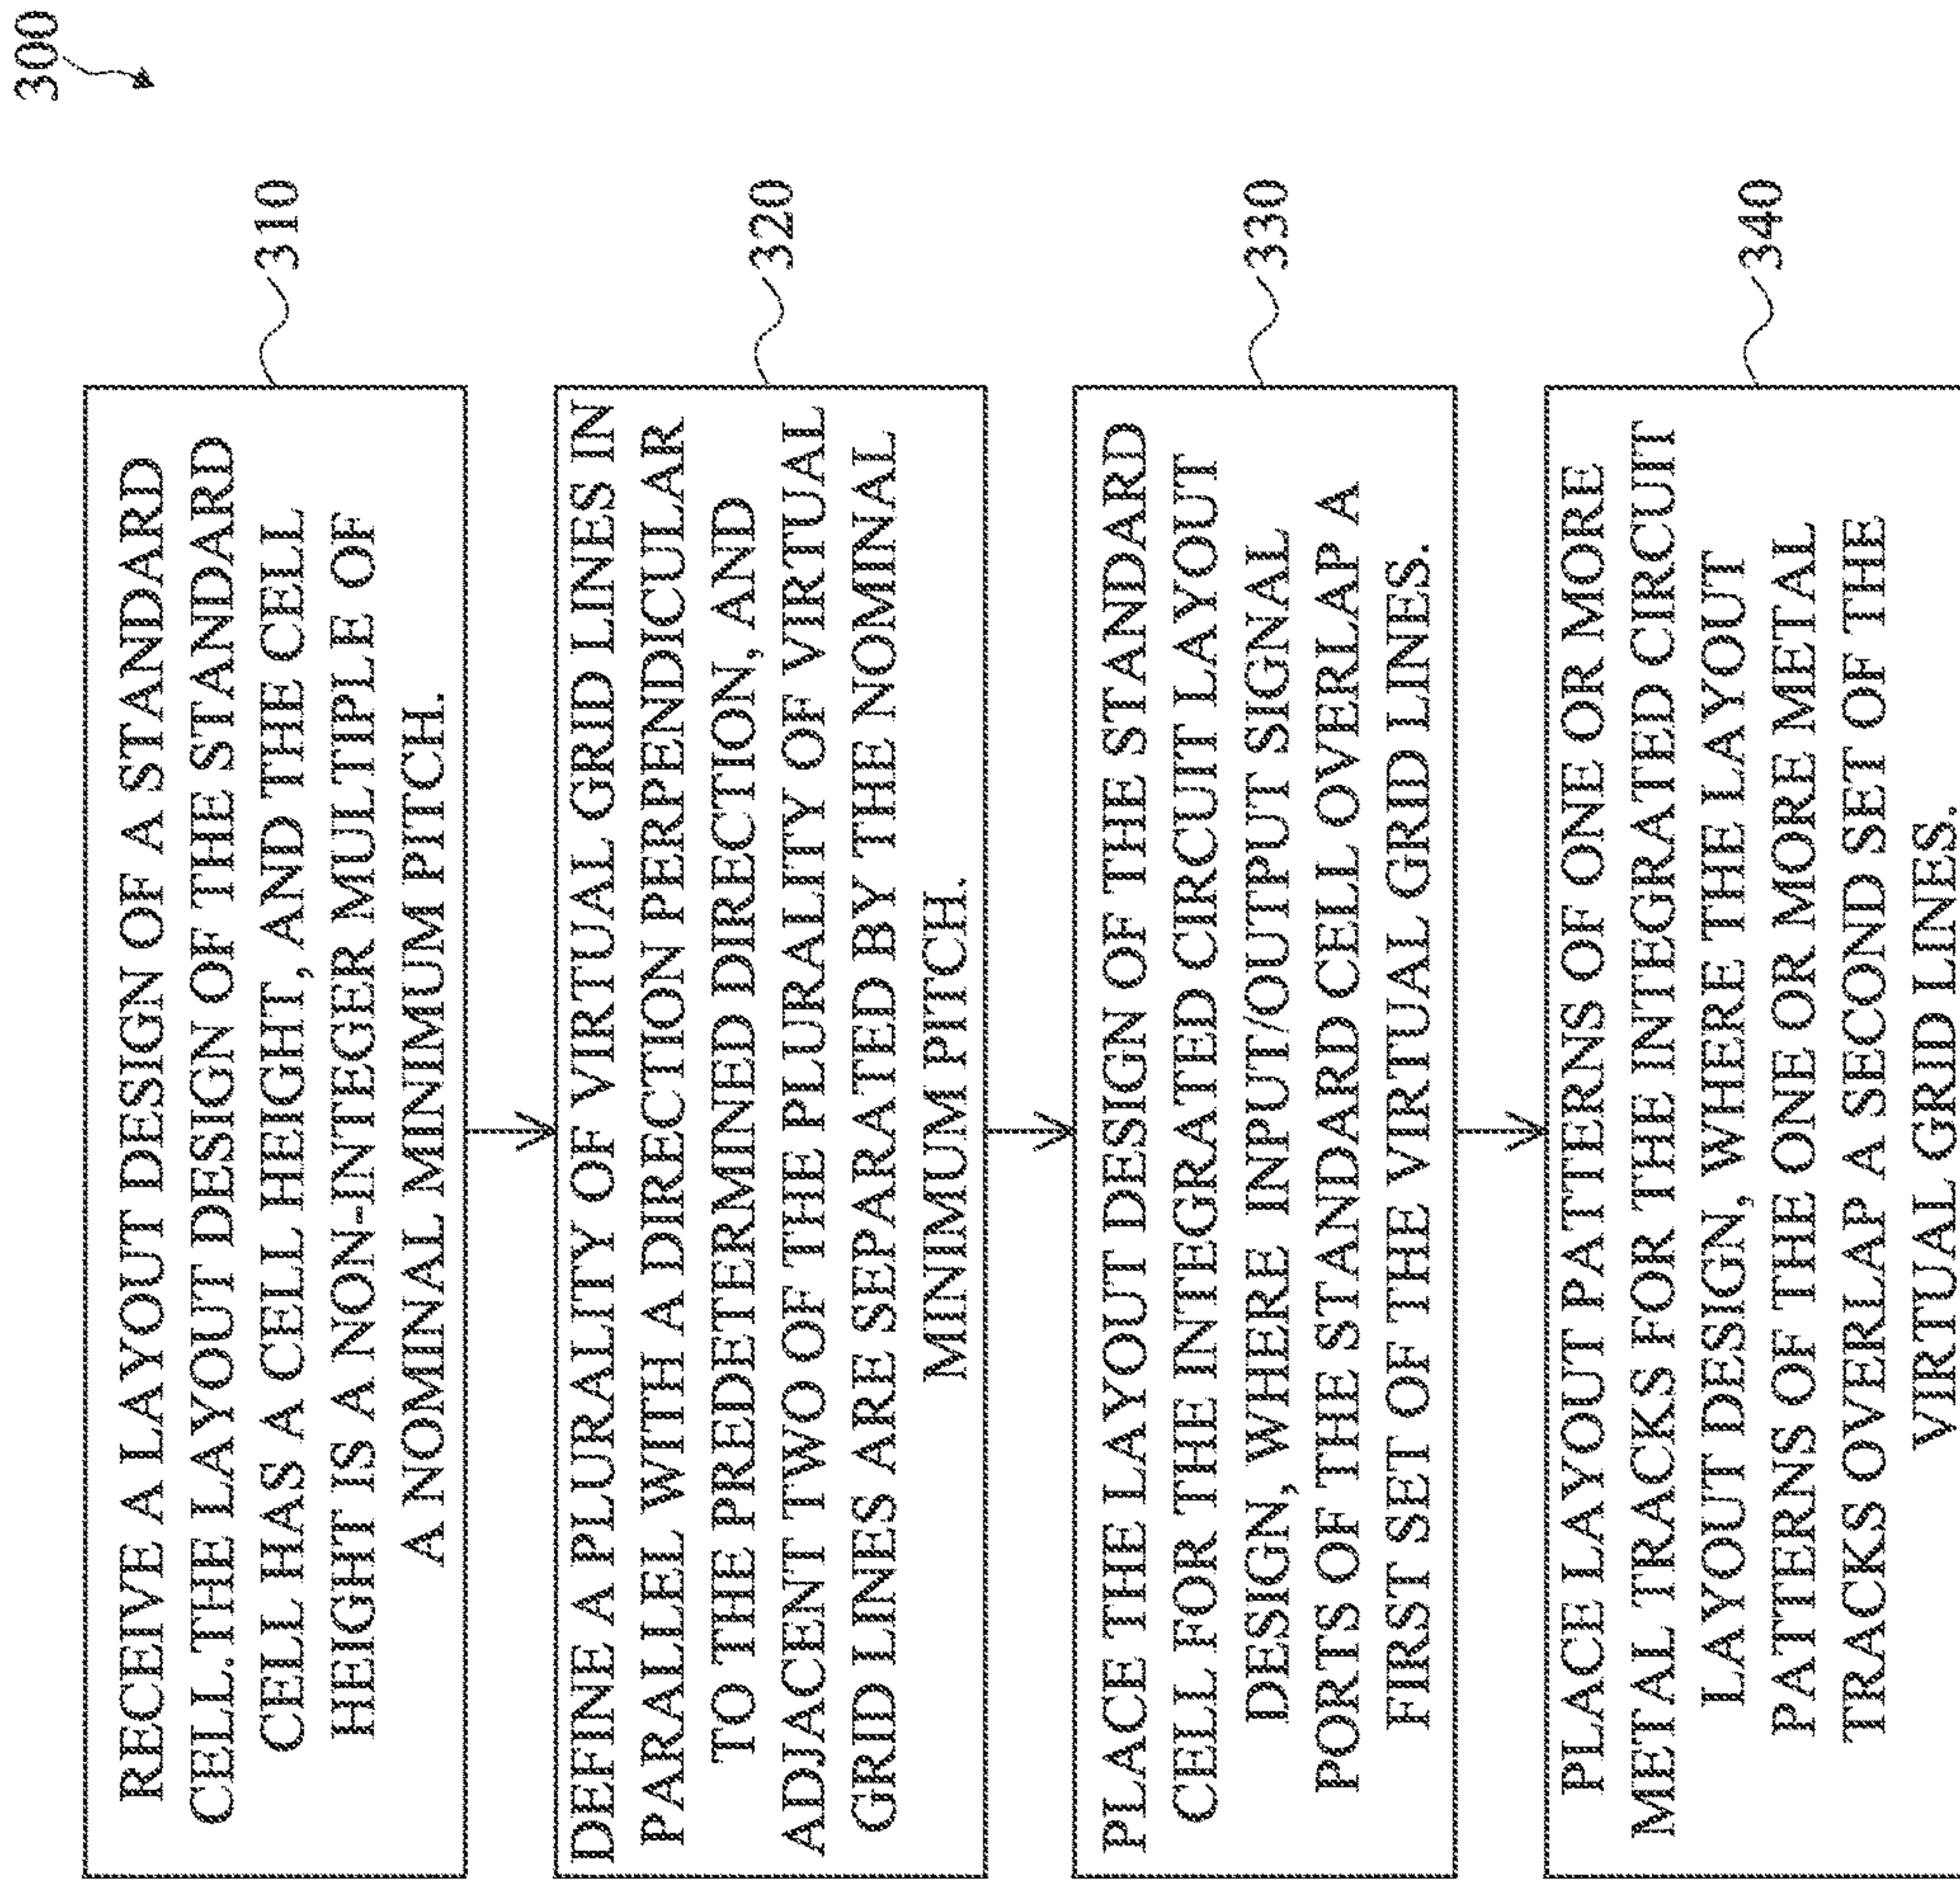 300
RECEIVE A LAYOUT DESIGN OF A STANDARD
CELL. THE LAYOUT DESIGN OF THE STANDARD
CELL HAS A CELL HEIGHT, AND THE CELL
HEIGHT IS A NON-INTEGER MULTIPLE OF
A NOMINAL MINIMUM PITCH.
310
DEFINE A PLURALITY OF VIRTUAL GRID LINES IN
PARALLEL WITH A DIRECTION PERPENDICULAR
TO THE PREDETERMINED DIRECTION, AND
ADJACENT TWO OF THE PLURALITY OF VIRTUAL
GRID LINES ARE SEPARATED BY THE NOMINAL
MINIMUM PITCH.
320
PLACE THE LAYOUT DESIGN OF THE STANDARD
CELL FOR THE INTEGRATED CIRCUIT LAYOUT
DESIGN, WHERE INPUT/OUTPUT SIGNAL
PORTS OF THE STANDARD CELL OVERLAP A
FIRST SET OF THE VIRTUAL GRID LINES.
330
PLACE LAYOUT PATTERNS OF ONE OR MORE
METAL TRACKS FOR THE INTEGRATED CIRCUIT
LAYOUT DESIGN, WHERE THE LAYOUT
PATTERNS OF THE ONE OR MORE METAL
TRACKS OVERLAP A SECOND SET OF THE
VIRTUAL GRID LINES.
340